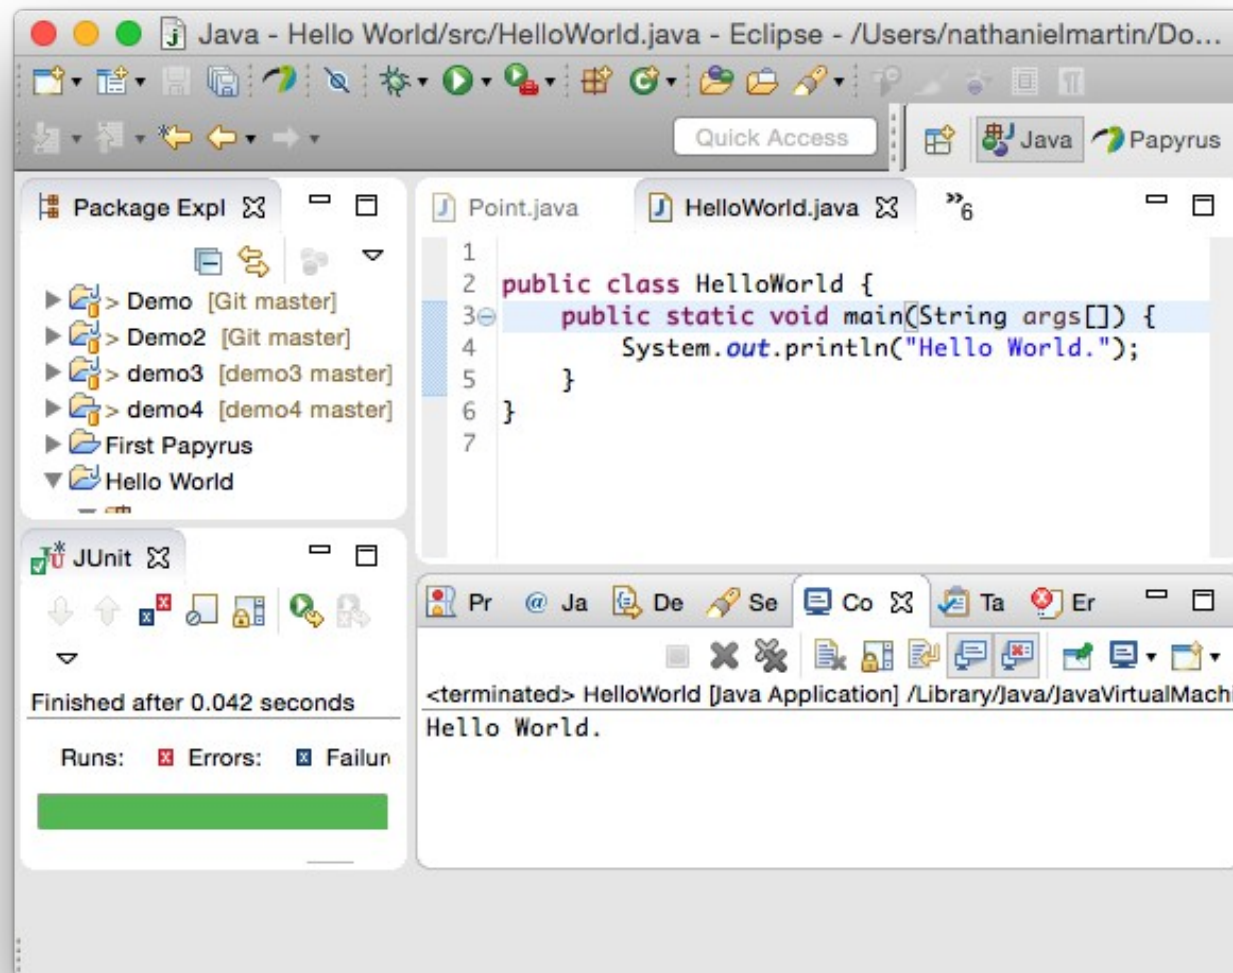 Java - Hello World/src/HelloWorld.java - Eclipse - /Users/nathanielmartin/Do...
Quick Access
Java
Papyrus
Package Expl
> Demo [Git master]
> Demo2 [Git master]
> demo3 [demo3 master]
> demo4 [demo4 master]
First Papyrus
Hello World
Point.java
HelloWorld.java
»6
1
2 public class HelloWorld {
3 public static void main(String args[]) {
4 System.out.println("Hello World.");
5 }
6 }
7
JUnit
Finished after 0.042 seconds
Runs: Errors: Failure
Pr @ Ja De Se Co Ta Er
<terminated> HelloWorld [Java Application] /Library/Java/JavaVirtualMachi
Hello World.